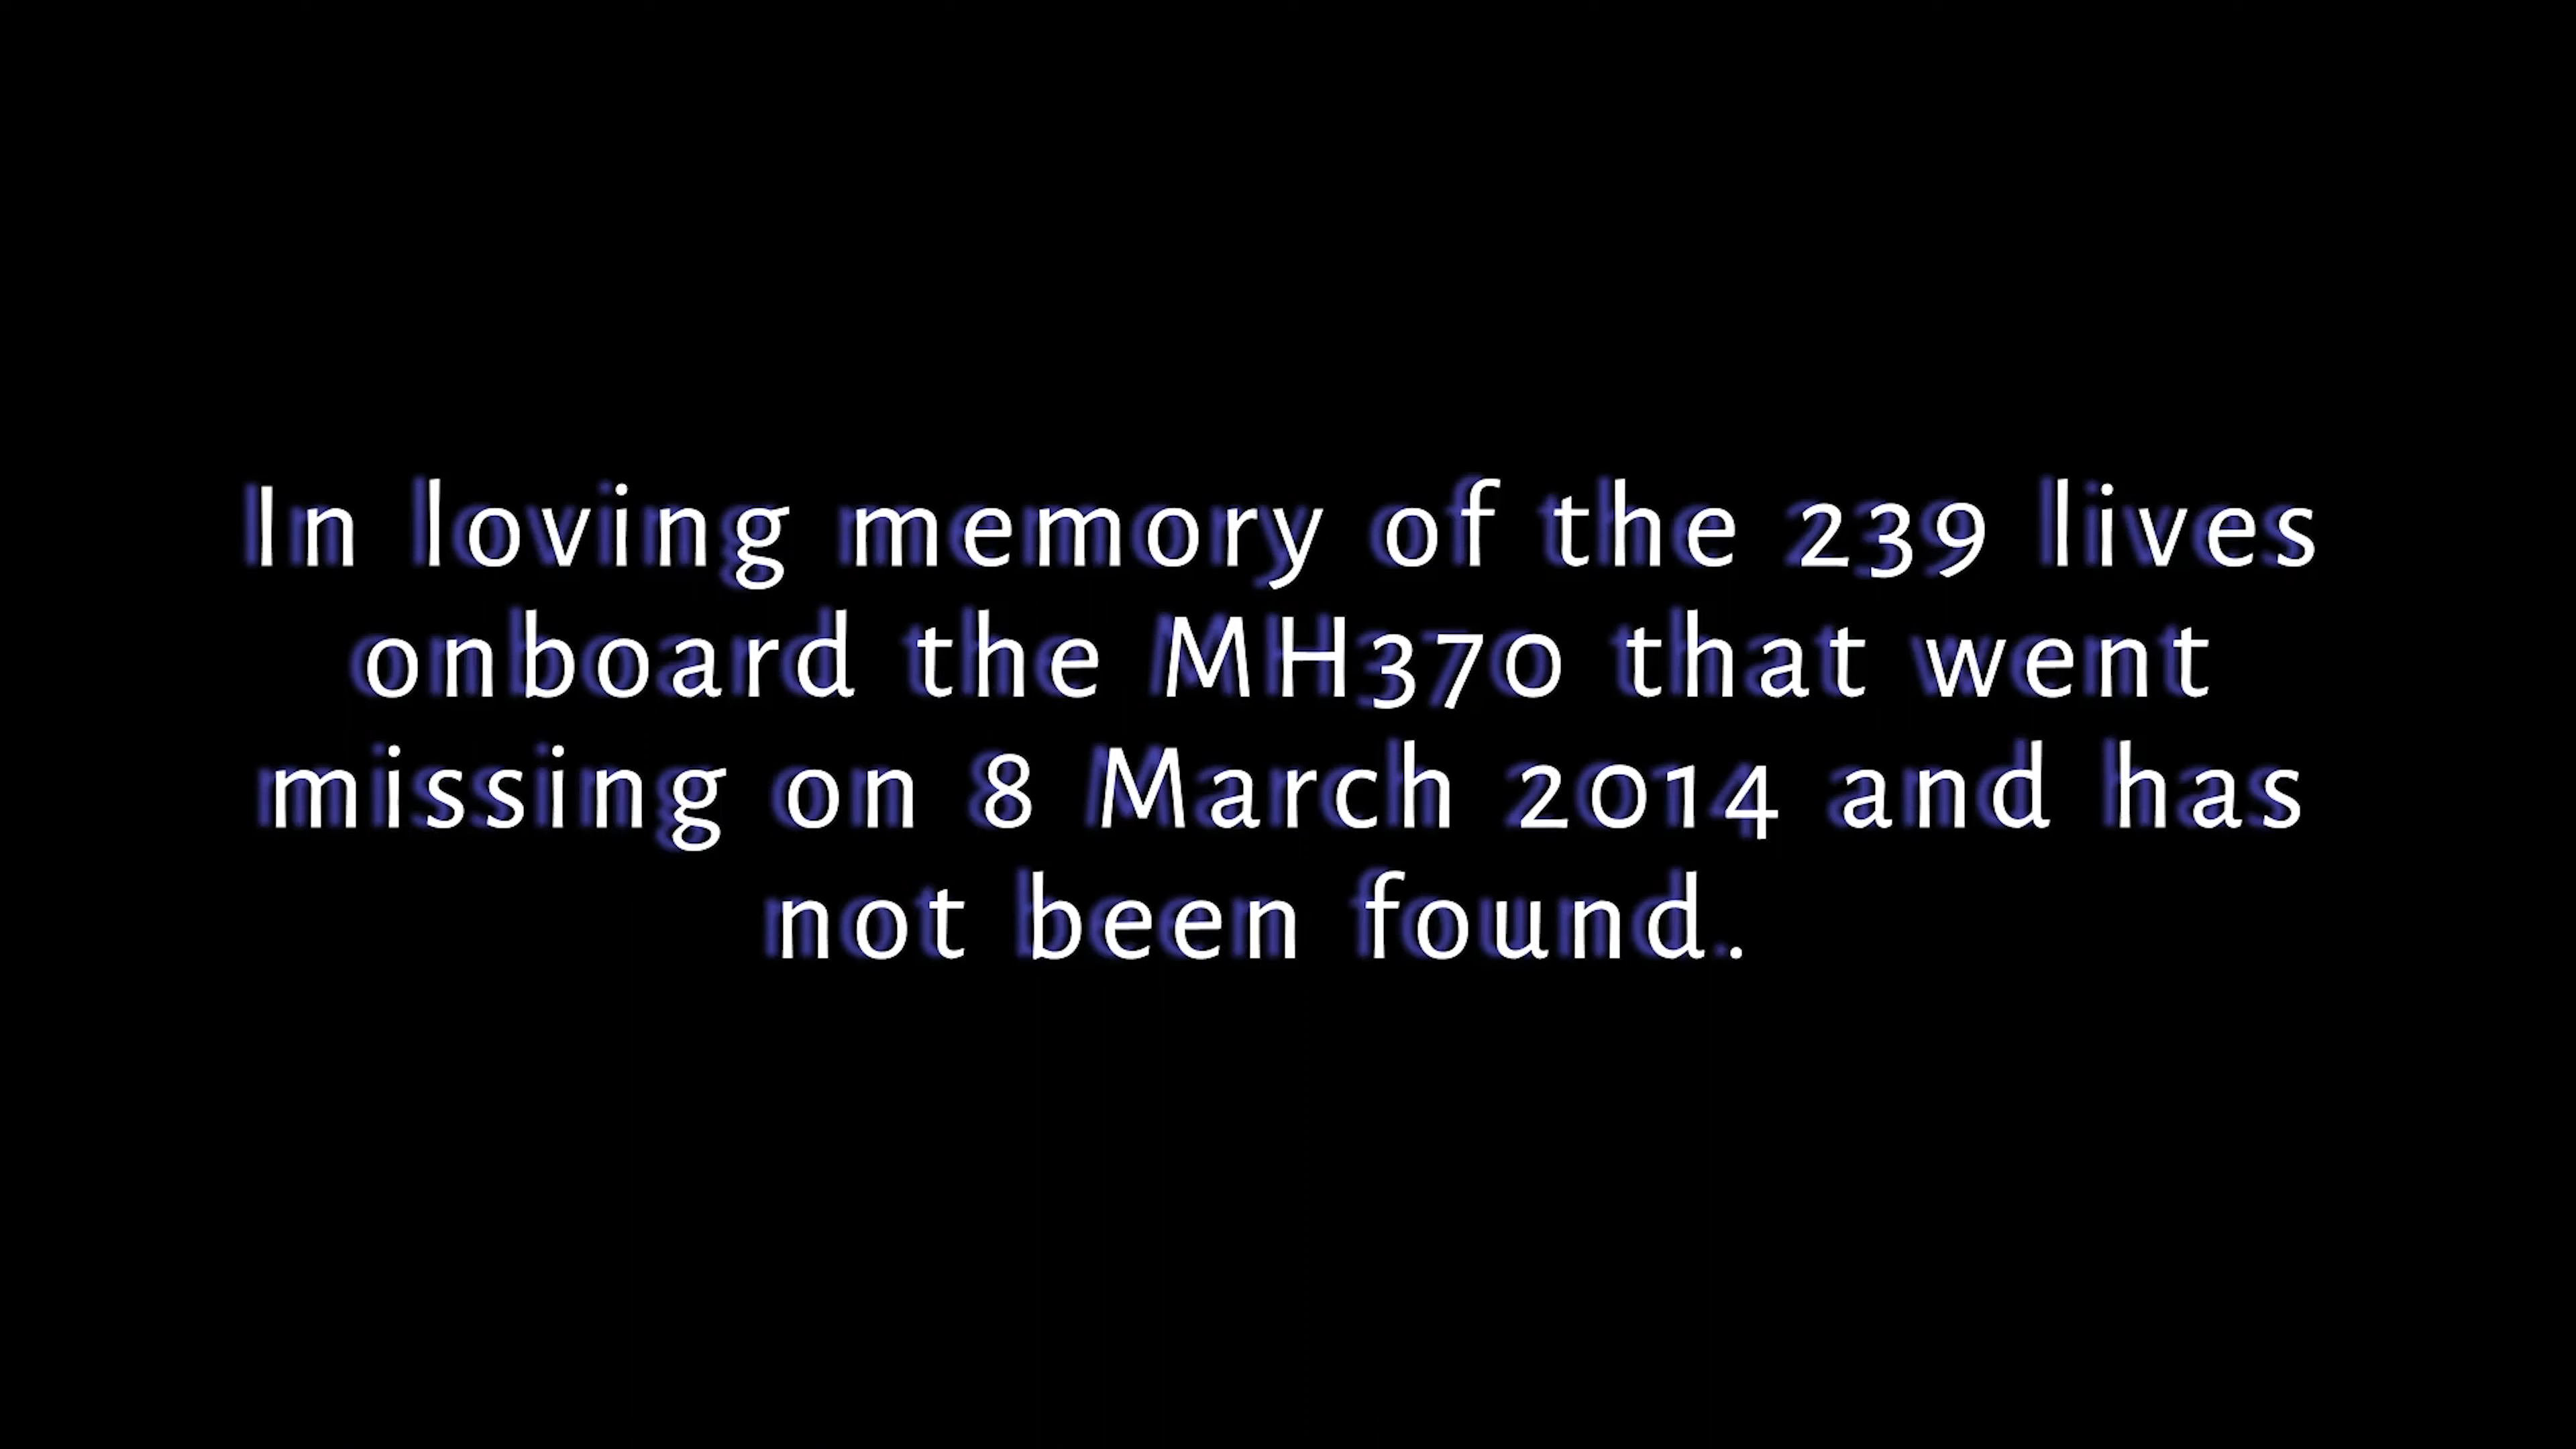 In loving memory of the 239 lives
onboard the MH370 that went
missing on 8 March 2014 and has
not been found.